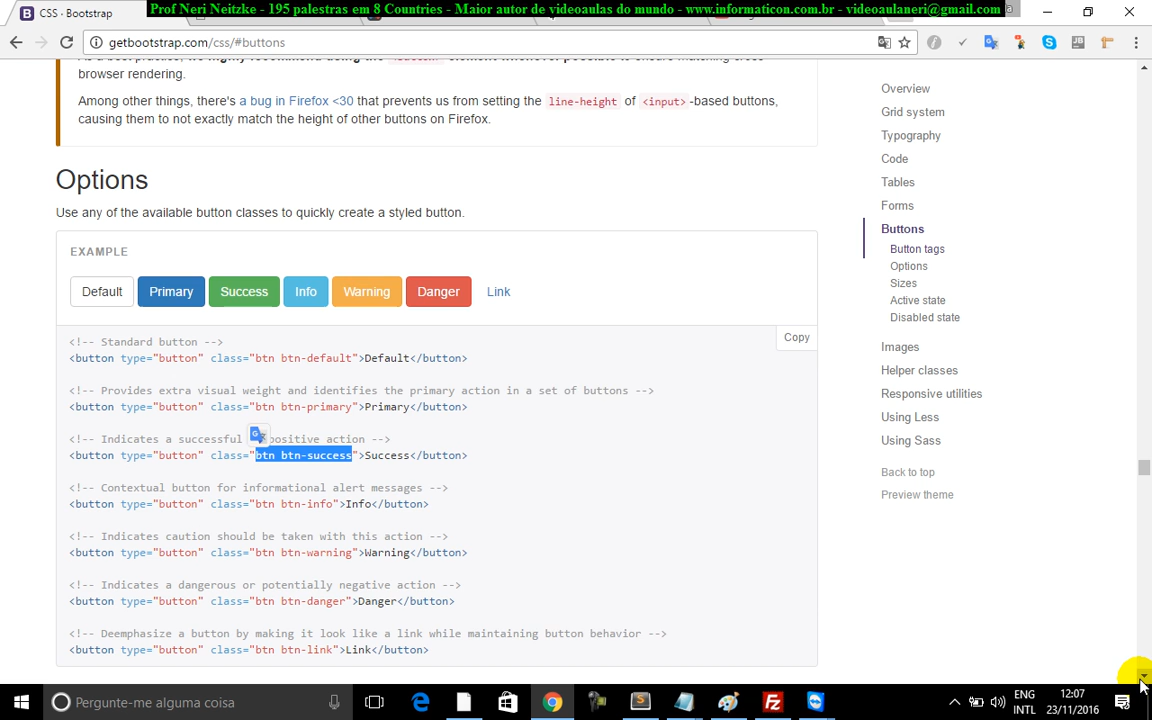 CSS · Bootstrap
Prof Neri Neitzke - 195 palestras em 8 Countries - Maior autor de videoaulas do mundo - www.informaticon.com.br - videoaulaneri@gmail.com
getbootstrap.com/css/#buttons
browser rendering.
Among other things, there's a bug in Firefox <30 that prevents us from setting the line-height of <input>-based buttons,
causing them to not exactly match the height of other buttons on Firefox.
Options
Use any of the available button classes to quickly create a styled button.
EXAMPLE
Default Primary Success Info Warning Danger Link
Copy
<!-- Standard button -->
<button type="button" class="btn btn-default">Default</button>
<!-- Provides extra visual weight and identifies the primary action in a set of buttons -->
<button type="button" class="btn btn-primary">Primary</button>
<!-- Indicates a successful positive action -->
<button type="button" class="btn btn-success">Success</button>
<!-- Contextual button for informational alert messages -->
<button type="button" class="btn btn-info">Info</button>
<!-- Indicates caution should be taken with this action -->
<button type="button" class="btn btn-warning">Warning</button>
<!-- Indicates a dangerous or potentially negative action -->
<button type="button" class="btn btn-danger">Danger</button>
<!-- Deemphasize a button by making it look like a link while maintaining button behavior -->
<button type="button" class="btn btn-link">Link</button>
Overview
Grid system
Typography
Code
Tables
Forms
Buttons
Button tags
Options
Sizes
Active state
Disabled state
Images
Helper classes
Responsive utilities
Using Less
Using Sass
Back to top
Preview theme
Pergunte-me alguma coisa
ENG
INTL
12:07
23/11/2016